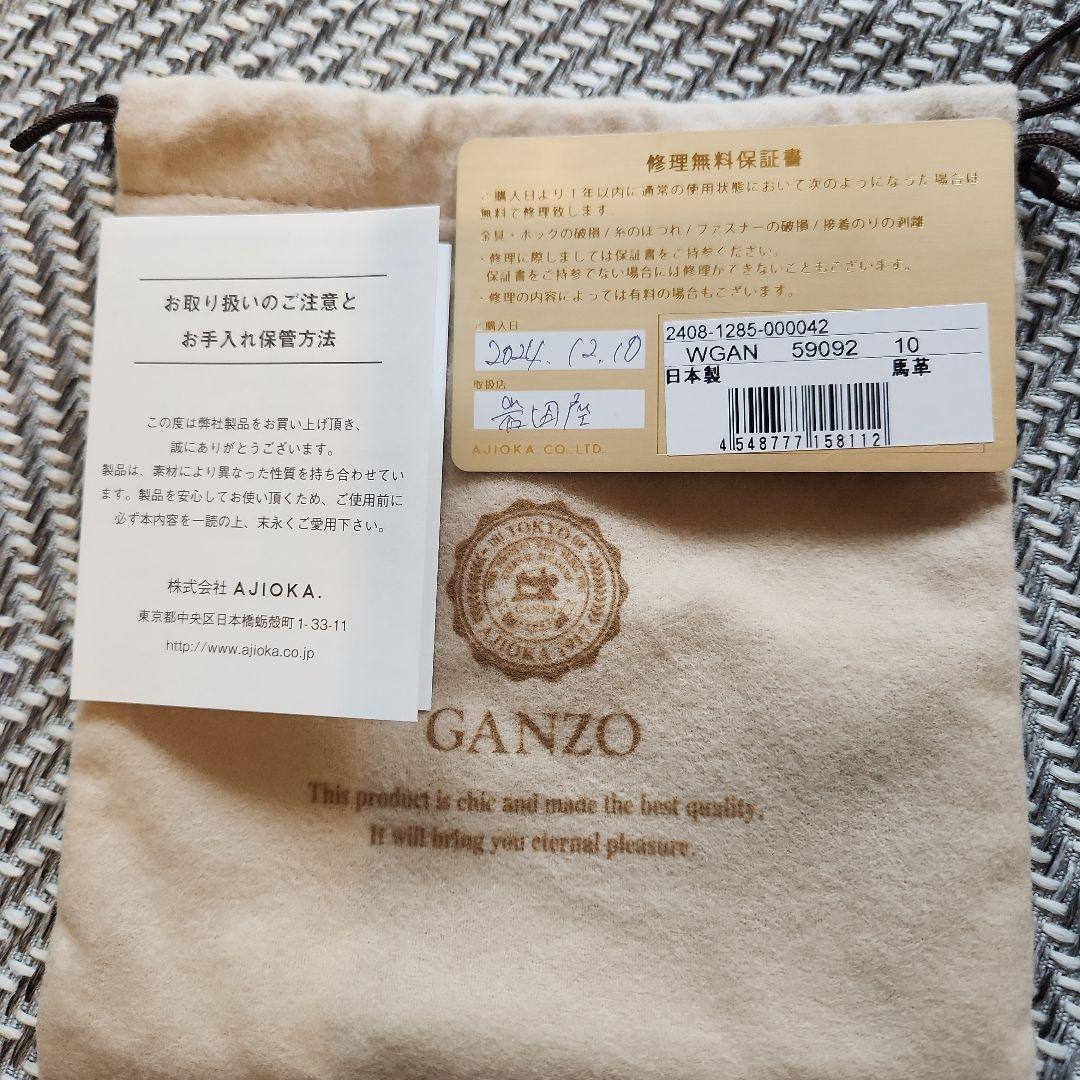 お取り扱いのご注意と
お手入れ保管方法
この度は弊社製品をお買い上げ頂き、
誠にありがとうございます。
製品は、素材により異なった性質を持ち合わせてい
ます。製品を安心してお使い頂くため、ご使用前に
必ず本内容を一読の上、末永くご愛用下さい。
株式会社 AJIOKA.
東京都中央区日本橋蛎殻町1-33-11
http://www.ajioka.co.jp
修理無料保証書
ご購入日より1年以内に通常の使用状態において次のようになった場合は
無料で修理致します。
金具・ホックの破損/糸のほつれ/ファスナーの破損/接着のりの剥離
・修理に際しましては保証書をご持参ください。
保証書をご持参でない場合には修理ができないこともございます。
・修理の内容によっては有料の場合もございます。
ご購入日
2024.12.10
取扱店
AJIOKA.CO.,LTD.
2408-1285-000042
WGAN 59092 10
日本製 馬革
4 548777 158112
TOKYO
AJIOKA
GANZO
This product is chic and made the best quality.
It will bring you eternal pleasure.